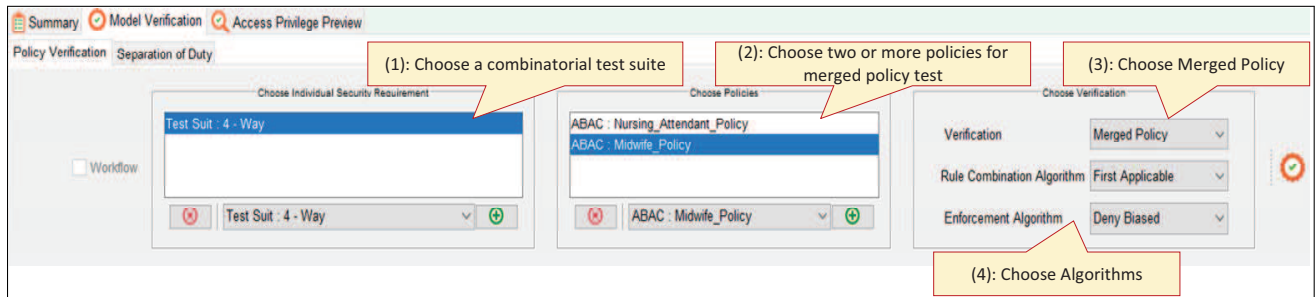 Summary Model Verification Access Privilege Preview
Policy Verification Separation of Duty
(1): Choose a combinatorial test suite
(2): Choose two or more policies for
merged policy test
(3): Choose Merged Policy
Choose Individual Security Requirement
Choose Policies
Choose Verification
Workflow
Test Suit : 4 - Way
Test Suit : 4 - Way
ABAC : Nursing_Attendant_Policy
ABAC : Midwife_Policy
ABAC : Midwife_Policy
Verification Merged Policy
Rule Combination Algorithm First Applicable
Enforcement Algorithm Deny Biased
(4): Choose Algorithms